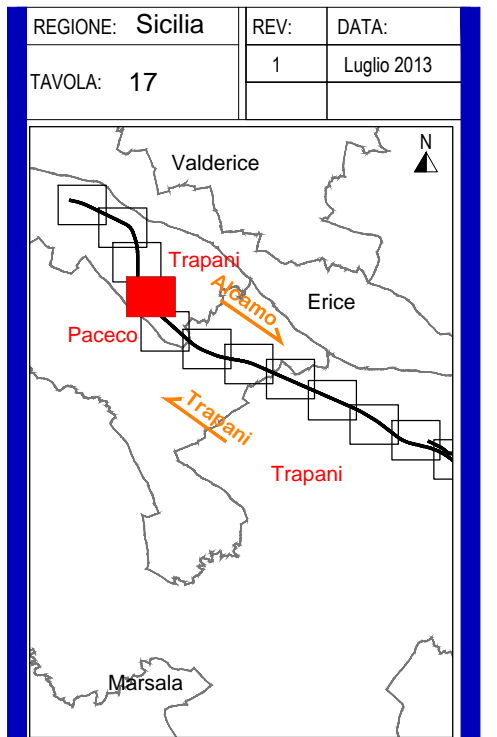 REGIONE: Sicilia
REV: DATA:
1 Luglio 2013
TAVOLA: 17
N
Valderice
Trapani
Alcamo
Erice
Paceco
Trapani
Trapani
Marsala